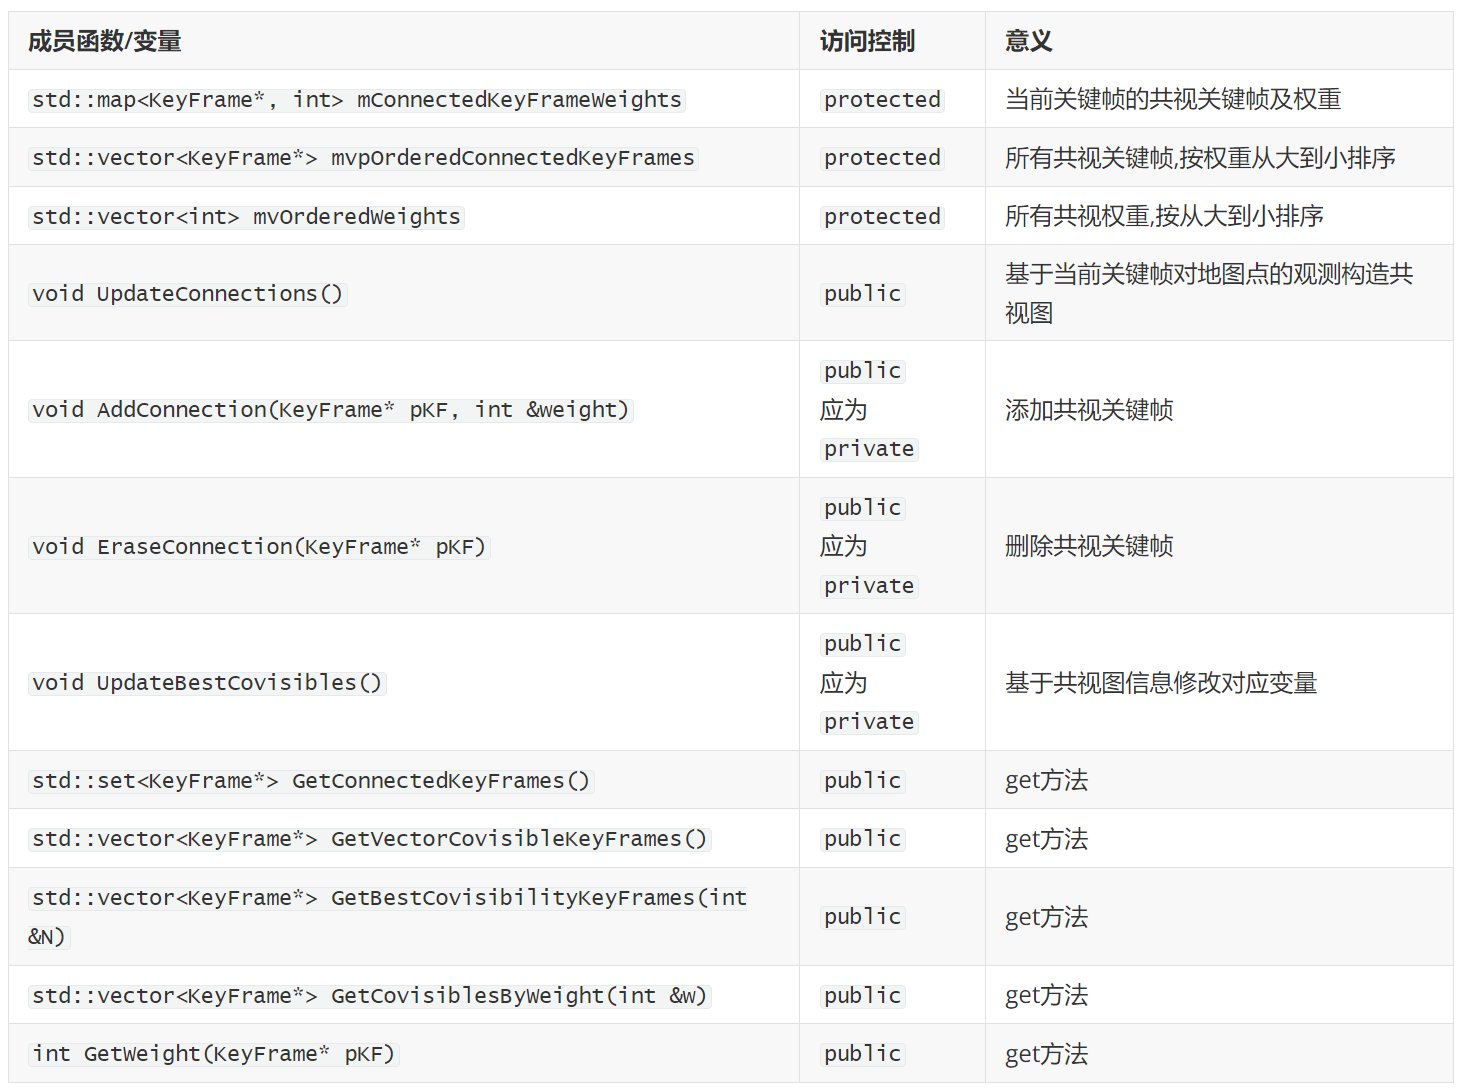 成员函数/变量 访问控制 意义
std::map<KeyFrame*, int> mConnectedKeyFrameWeights protected 当前关键帧的共视关键帧及权重
std::vector<KeyFrame*> mvpOrderedConnectedKeyFrames protected 所有共视关键帧,按权重从大到小排序
std::vector<int> mvOrderedWeights protected 所有共视权重,按从大到小排序
void UpdateConnections() public 基于当前关键帧对地图点的观测构造共
视图
void AddConnection(KeyFrame* pKF, int &weight) public
应为
private
添加共视关键帧
void EraseConnection(KeyFrame* pKF) public
应为
private
删除共视关键帧
void UpdateBestCovisibles() public
应为
private
基于共视图信息修改对应变量
std::set<KeyFrame*> GetConnectedKeyFrames() public get方法
std::vector<KeyFrame*> GetVectorCovisibleKeyFrames() public get方法
std::vector<KeyFrame*> GetBestCovisibilityKeyFrames(int
&N) public get方法
std::vector<KeyFrame*> GetCovisiblesByWeight(int &w) public get方法
int GetWeight(KeyFrame* pKF) public get方法